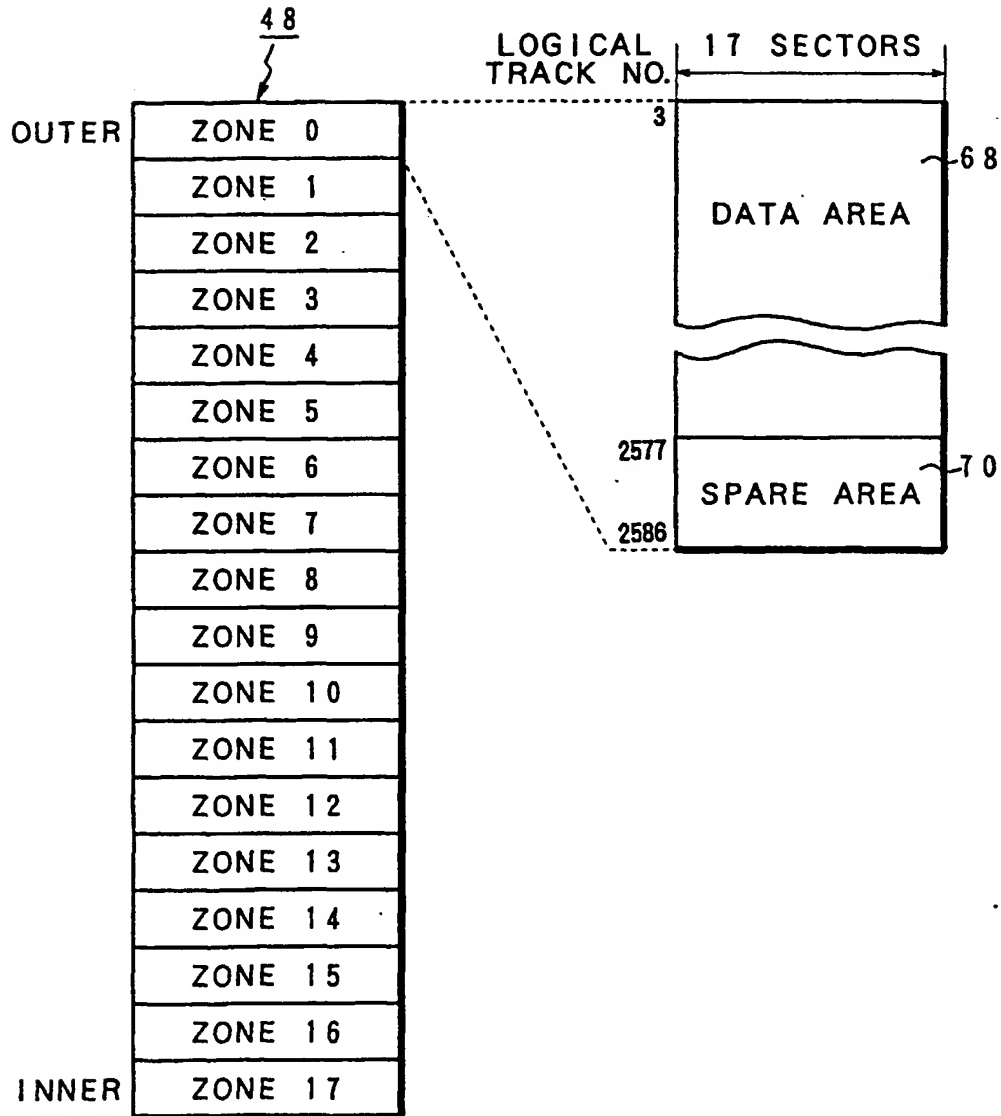 48
OUTER
ZONE 0
ZONE 1
ZONE 2
ZONE 3
ZONE 4
ZONE 5
ZONE 6
ZONE 7
ZONE 8
ZONE 9
ZONE 10
ZONE 11
ZONE 12
ZONE 13
ZONE 14
ZONE 15
ZONE 16
INNER
ZONE 17
LOGICAL
TRACK NO.
17 SECTORS
3
68
DATA AREA
2577
70
SPARE AREA
2586